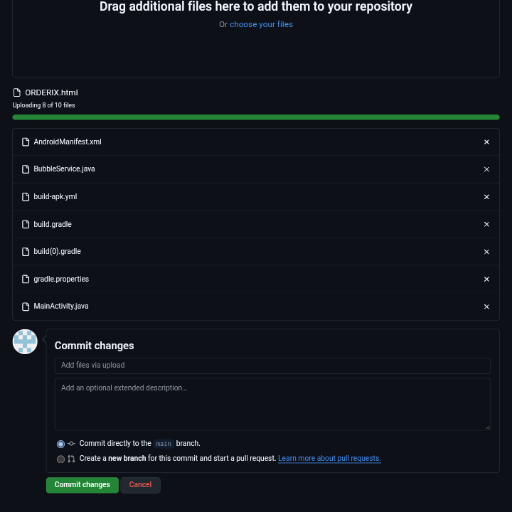 Drag additional files here to add them to your repository
Or choose your files
ORDERIX.html
Uploading 8 of 10 files
AndroidManifest.xml
BubbleService.java
build-apk.yml
build.gradle
build(0).gradle
gradle.properties
MainActivity.java
Commit changes
Add files via upload
Add an optional extended description...
Commit directly to the main branch.
Create a new branch for this commit and start a pull request. Learn more about pull requests.
Commit changes Cancel